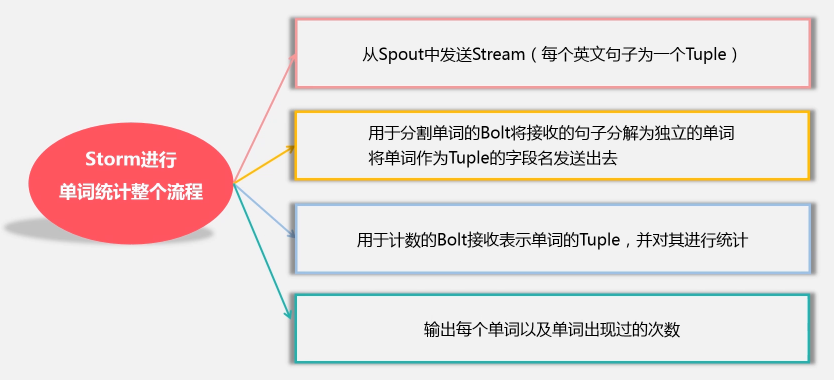 Storm进行
单词统计整个流程
从Spout中发送Stream（每个英文句子为一个Tuple）
用于分割单词的Bolt将接收的句子分解为独立的单词
将单词作为Tuple的字段名发送出去
用于计数的Bolt接收表示单词的Tuple，并对其进行统计
输出每个单词以及单词出现过的次数